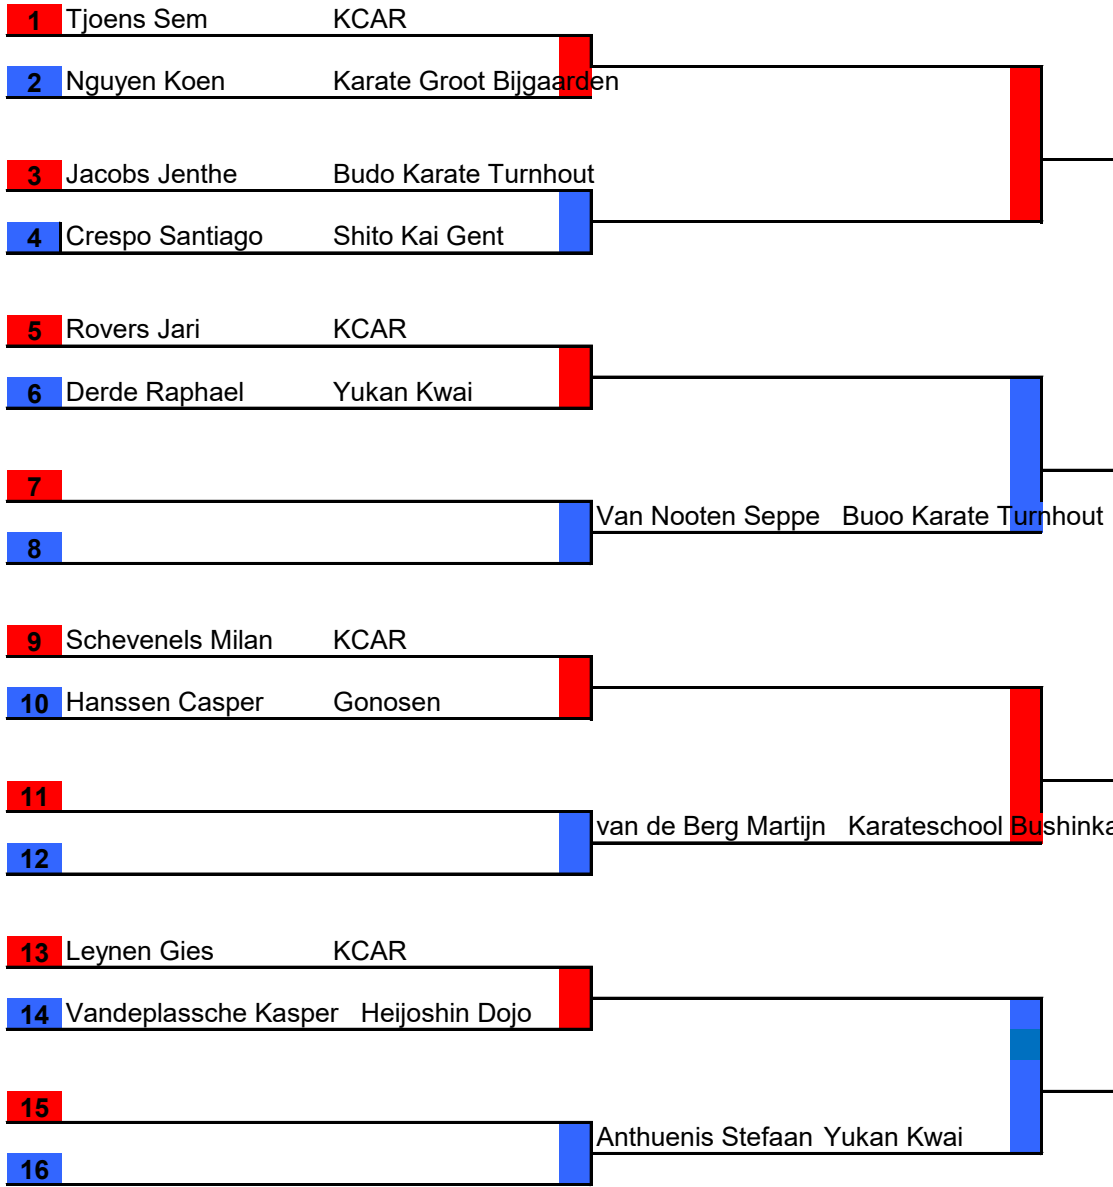 1 Tjoens Sem KCAR
2 Nguyen Koen Karate Groot Bijgaarden
3 Jacobs Jenthe Budo Karate Turnhout
4 Crespo Santiago Shito Kai Gent
5 Rovers Jari KCAR
6 Derde Raphael Yukan Kwai
7
Van Nooten Seppe Buoo Karate Turnhout
8
9 Schevenels Milan KCAR
10 Hanssen Casper Gonosen
11
van de Berg Martijn Karateschool Bushinka
12
13 Leynen Gies KCAR
14 Vandeplassche Kasper Heijoshin Dojo
15
Anthuenis Stefaan Yukan Kwai
16